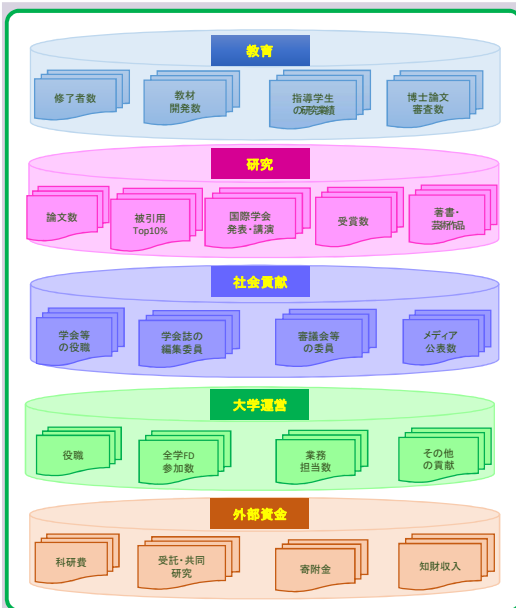 教育
修了者数
教材
開発数
指導学生
の研究業績
博士論文
審査数
研究
論文数
被引用
Top10%
国際学会
発表・講演
受賞数
著書・
芸術作品
社会貢献
学会等
の役職
学会誌の
編集委員
審議会等
の委員
メディア
公表数
大学運営
役職
全学FD
参加数
業務
担当数
その他
の貢献
外部資金
科研費
受託・共同
研究
寄附金
知財収入